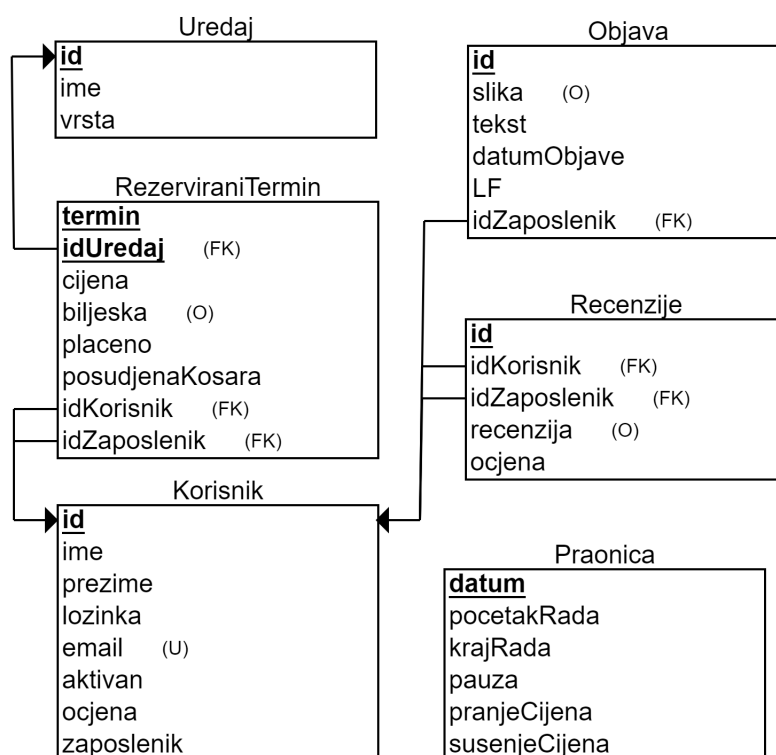 Uredaj
id
ime
vrsta
RezerviraniTermin
termin
idUredaj (FK)
cijena
biljeska (O)
placeno
posudjenaKosara
idKorisnik (FK)
idZaposlenik (FK)
Korisnik
id
ime
prezime
lozinka
email (U)
aktivan
ocjena
zaposlenik
Objava
id
slika (O)
tekst
datumObjave
LF
idZaposlenik (FK)
Recenzije
id
idKorisnik (FK)
idZaposlenik (FK)
recenzija (O)
ocjena
Praonica
datum
pocetakRada
krajRada
pauza
pranjeCijena
susenjeCijena